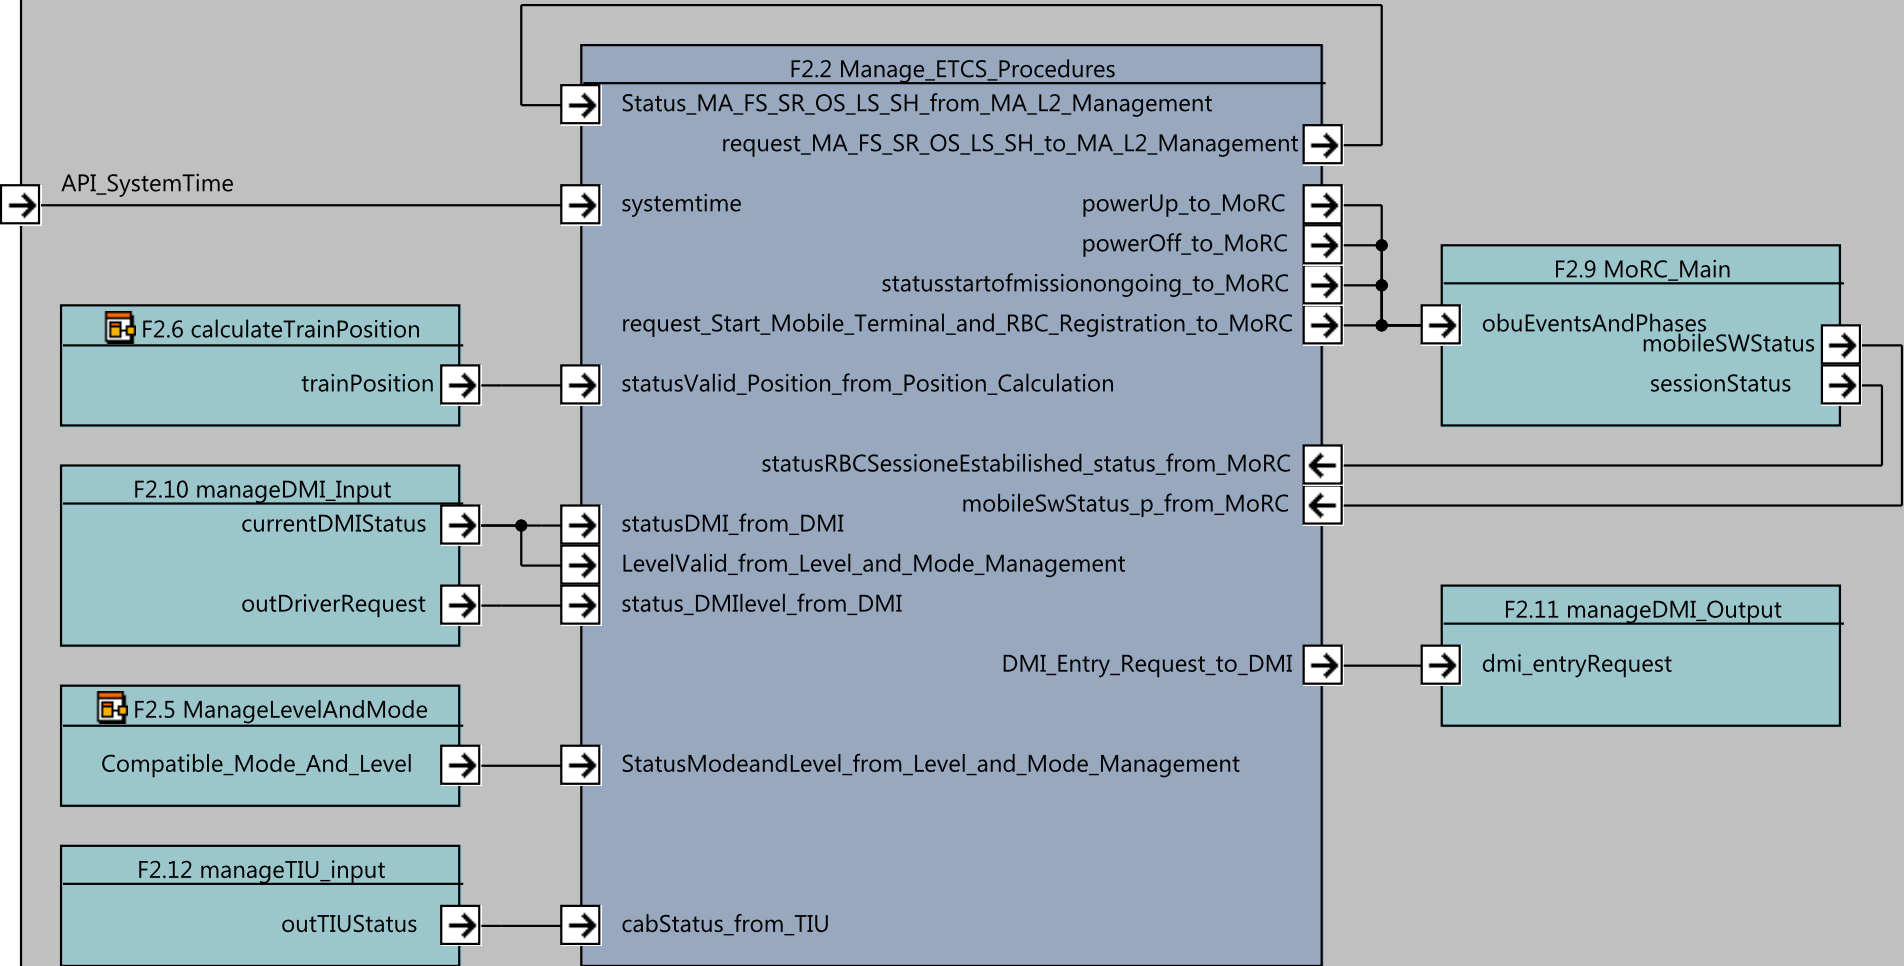 F2.2 Manage_ETCS_Procedures
Status_MA_FS_SR_OS_LS_SH_from_MA_L2_Management
request_MA_FS_SR_OS_LS_SH_to_MA_L2_Management
API_SystemTime
systemtime
powerUp_to_MoRC
powerOff_to_MoRC
statusstartofmissionongoing_to_MoRC
request_Start_Mobile_Terminal_and_RBC_Registration_to_MoRC
F2.9 MoRC_Main
obuEventsAndPhases
mobileSWStatus
sessionStatus
F2.6 calculateTrainPosition
trainPosition
statusValid_Position_from_Position_Calculation
statusRBCSessioneEstabilished_status_from_MoRC
mobileSwStatus_p_from_MoRC
F2.10 manageDMI_Input
currentDMIStatus
outDriverRequest
statusDMI_from_DMI
LevelValid_from_Level_and_Mode_Management
status_DMIlevel_from_DMI
DMI_Entry_Request_to_DMI
F2.11 manageDMI_Output
dmi_entryRequest
F2.5 ManageLevelAndMode
Compatible_Mode_And_Level
StatusModeandLevel_from_Level_and_Mode_Management
F2.12 manageTIU_input
outTIUStatus
cabStatus_from_TIU